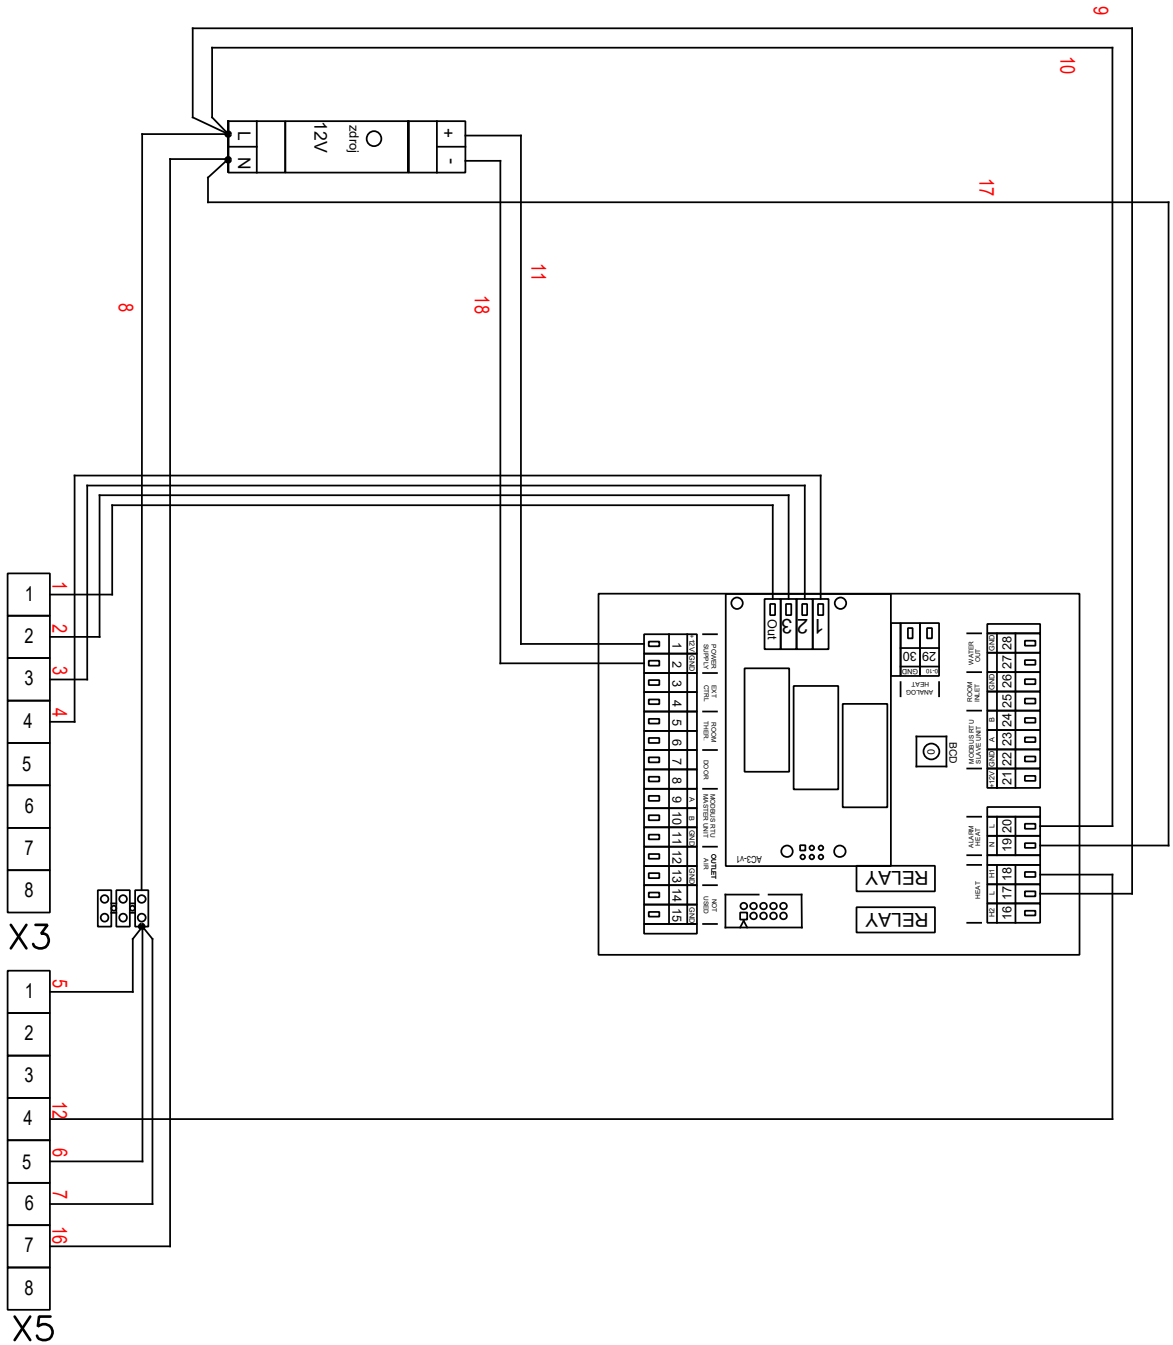 9
10
L
N
12V
zdroj
+
-
17
11
8
18
1
2
3
4
5
6
7
8
X3
1
2
3
4
1
2
3
4
5
6
7
8
X5
5
12
6
7
16
Out
3
2
1
1 +12V
2 GND
POWER
SUPPLY
3
4
EXT
CTRL
5
6
ROOM
THER.
7
8
DOOR
9 A
10 B
11 GND
MODBUS RTU
MASTER UNIT
12
13 GND
OUTLET
AIR
14
15 GND
NOT
USED
AC3-v1
30 29
GND 0-10
HEAT
ANALOG
BCD
0
RELAY
RELAY
WATER
OUT
GND 28
27
ROOM
INLET
GND 26
25
MODBUS RTU
SLAVE UNIT
B 24
A 23
GND 22
+12V 21
ALARM
HEAT
L 20
N 19
HEAT
H1 18
L 17
H2 16